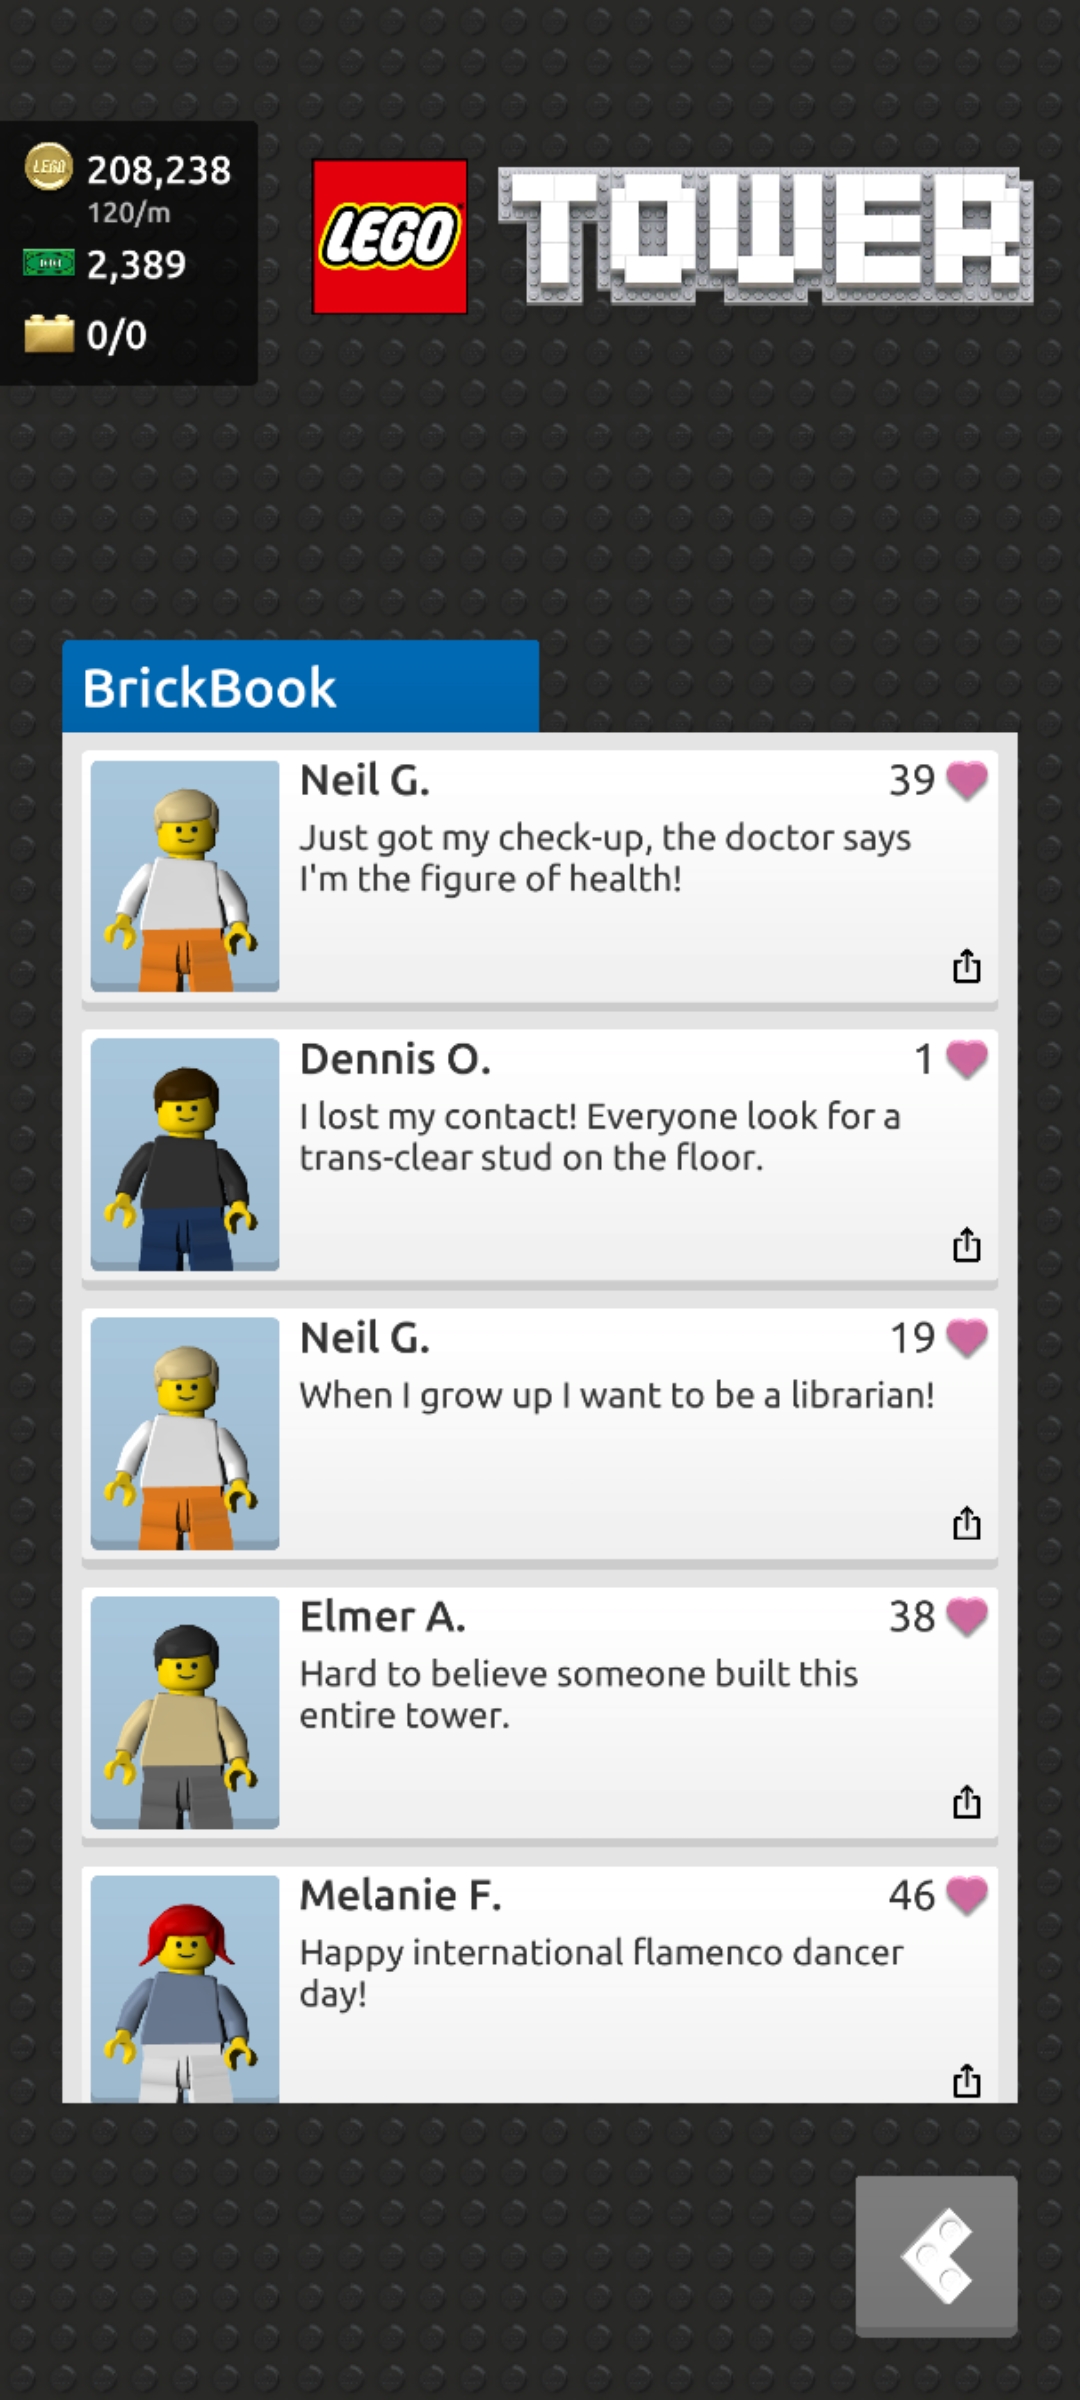 LEGO
208,238
120/m
2,389
0/0
LEGO
TOWER
BrickBook
Neil G.
39
Just got my check-up, the doctor says
I'm the figure of health!
Dennis O.
1
I lost my contact! Everyone look for a
trans-clear stud on the floor.
Neil G.
19
When I grow up I want to be a librarian!
Elmer A.
38
Hard to believe someone built this
entire tower.
Melanie F.
46
Happy international flamenco dancer
day!